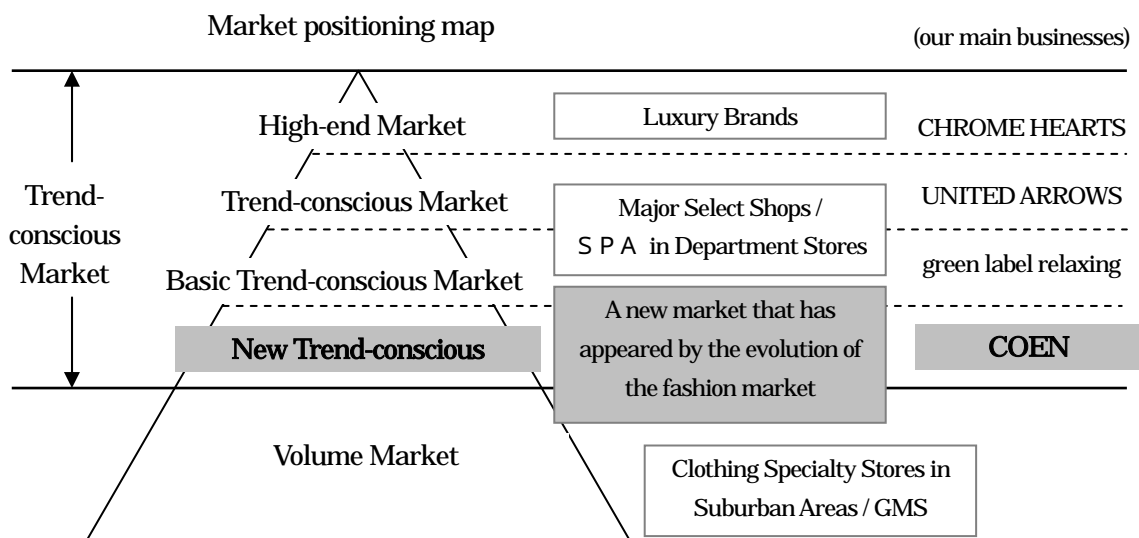 Market positioning map
(our main businesses)
High-end Market
Luxury Brands
CHROME HEARTS
Trend-
conscious
Market
Trend-conscious Market
Major Select Shops /
ＳＰＡ in Department Stores
UNITED ARROWS
Basic Trend-conscious Market
green label relaxing
New Trend-conscious
A new market that has
appeared by the evolution of
the fashion market
COEN
Volume Market
Clothing Specialty Stores in
Suburban Areas / GMS